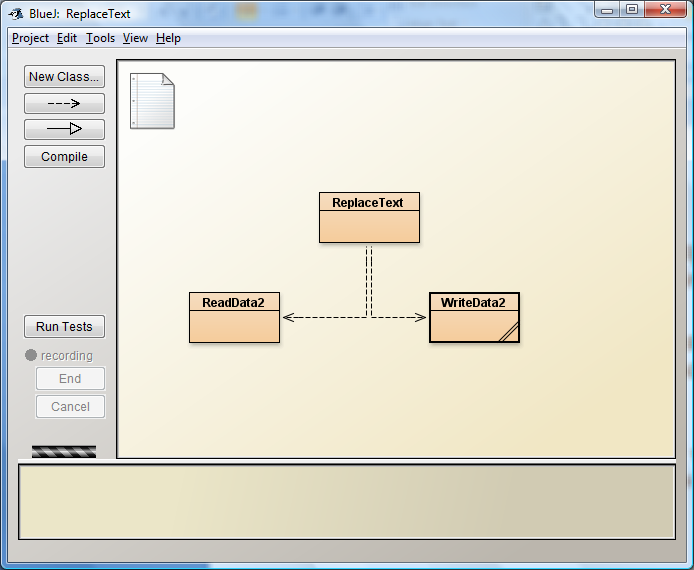 BlueJ: ReplaceText
Project Edit Tools View Help
New Class...
Compile
ReplaceText
ReadData2
WriteData2
Run Tests
recording
End
Cancel